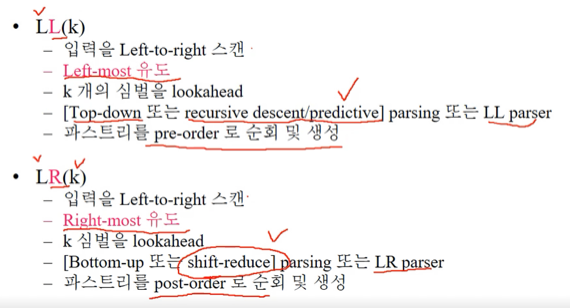 • LL(k)
– 입력을 Left-to-right 스캔
– Left-most 유도
– k 개의 심벌을 lookahead
– [Top-down 또는 recursive descent/predictive] parsing 또는 LL parser
– 파스트리를 pre-order 로 순회 및 생성
• LR(k)
– 입력을 Left-to-right 스캔
– Right-most 유도
– k 심벌을 lookahead
– [Bottom-up 또는 shift-reduce] parsing 또는 LR parser
– 파스트리를 post-order 로 순회 및 생성